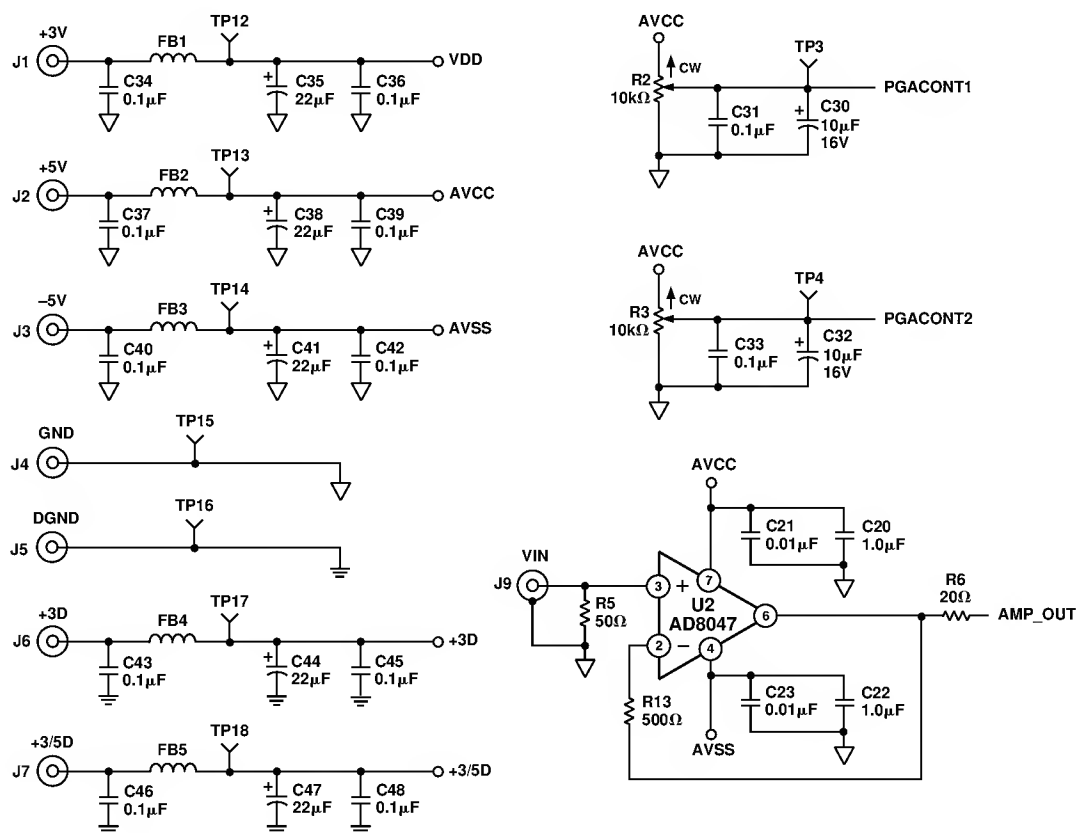 +3V
J1
FB1
TP12
VDD
C34
0.1µF
+
C35
22µF
C36
0.1µF
+5V
J2
FB2
TP13
AVCC
C37
0.1µF
+
C38
22µF
C39
0.1µF
–5V
J3
FB3
TP14
AVSS
C40
0.1µF
+
C41
22µF
C42
0.1µF
GND
J4
TP15
DGND
J5
TP16
+3D
J6
FB4
TP17
+3D
C43
0.1µF
+
C44
22µF
C45
0.1µF
+3/5D
J7
FB5
TP18
+3/5D
C46
0.1µF
+
C47
22µF
C48
0.1µF
AVCC
CW
R2
10kΩ
TP3
PGACONT1
C31
0.1µF
+
C30
10µF
16V
AVCC
CW
R3
10kΩ
TP4
PGACONT2
C33
0.1µF
+
C32
10µF
16V
AVCC
C21
0.01µF
C20
1.0µF
VIN
J9
R5
50Ω
3
+
7
U2
AD8047
6
2
–
4
R6
20Ω
AMP_OUT
R13
500Ω
C23
0.01µF
C22
1.0µF
AVSS